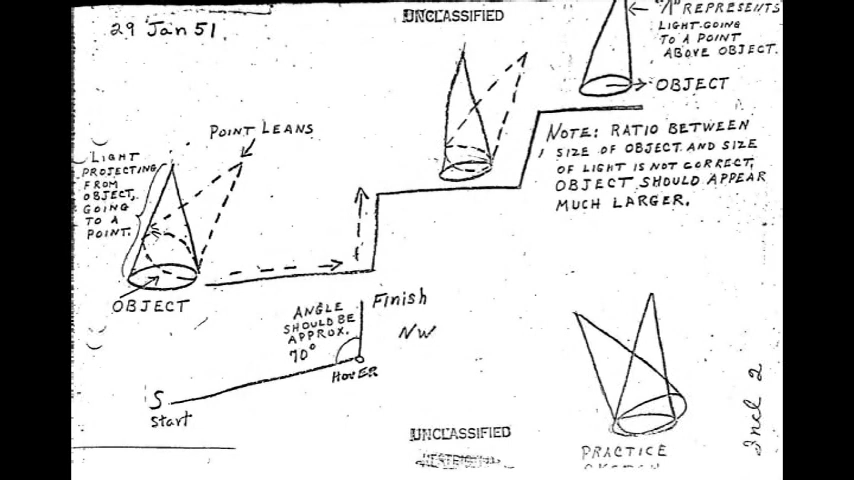 29 Jan 51.
UNCLASSIFIED
"Λ" REPRESENTS
LIGHT GOING
TO A POINT
ABOVE OBJECT.
OBJECT
POINT LEANS
LIGHT
PROJECTING
FROM
OBJECT,
GOING
TO A
POINT.
OBJECT
NOTE: RATIO BETWEEN
SIZE OF OBJECT AND SIZE
OF LIGHT IS NOT CORRECT,
OBJECT SHOULD APPEAR
MUCH LARGER.
ANGLE
SHOULD BE
APPROX.
70°
Finish
NW
HOVER
S
Start
PRACTICE
Incl 2
UNCLASSIFIED